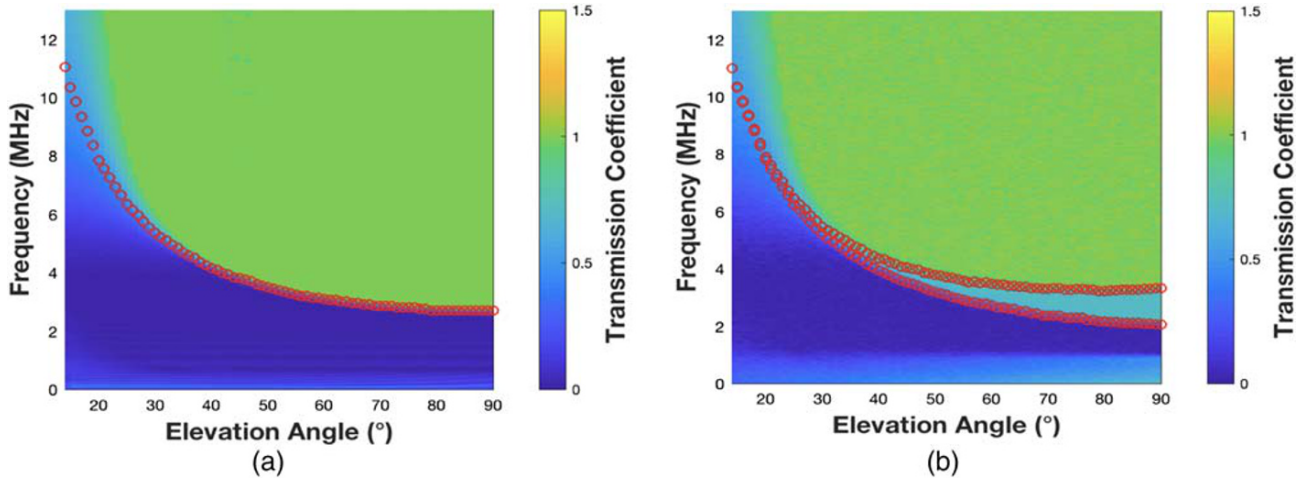 12
10
8
6
4
2
0
Frequency (MHz)
20 30 40 50 60 70 80 90
Elevation Angle (°)
(a)
1.5
1
0.5
0
Transmission Coefficient
12
10
8
6
4
2
0
Frequency (MHz)
20 30 40 50 60 70 80 90
Elevation Angle (°)
(b)
1.5
1
0.5
0
Transmission Coefficient